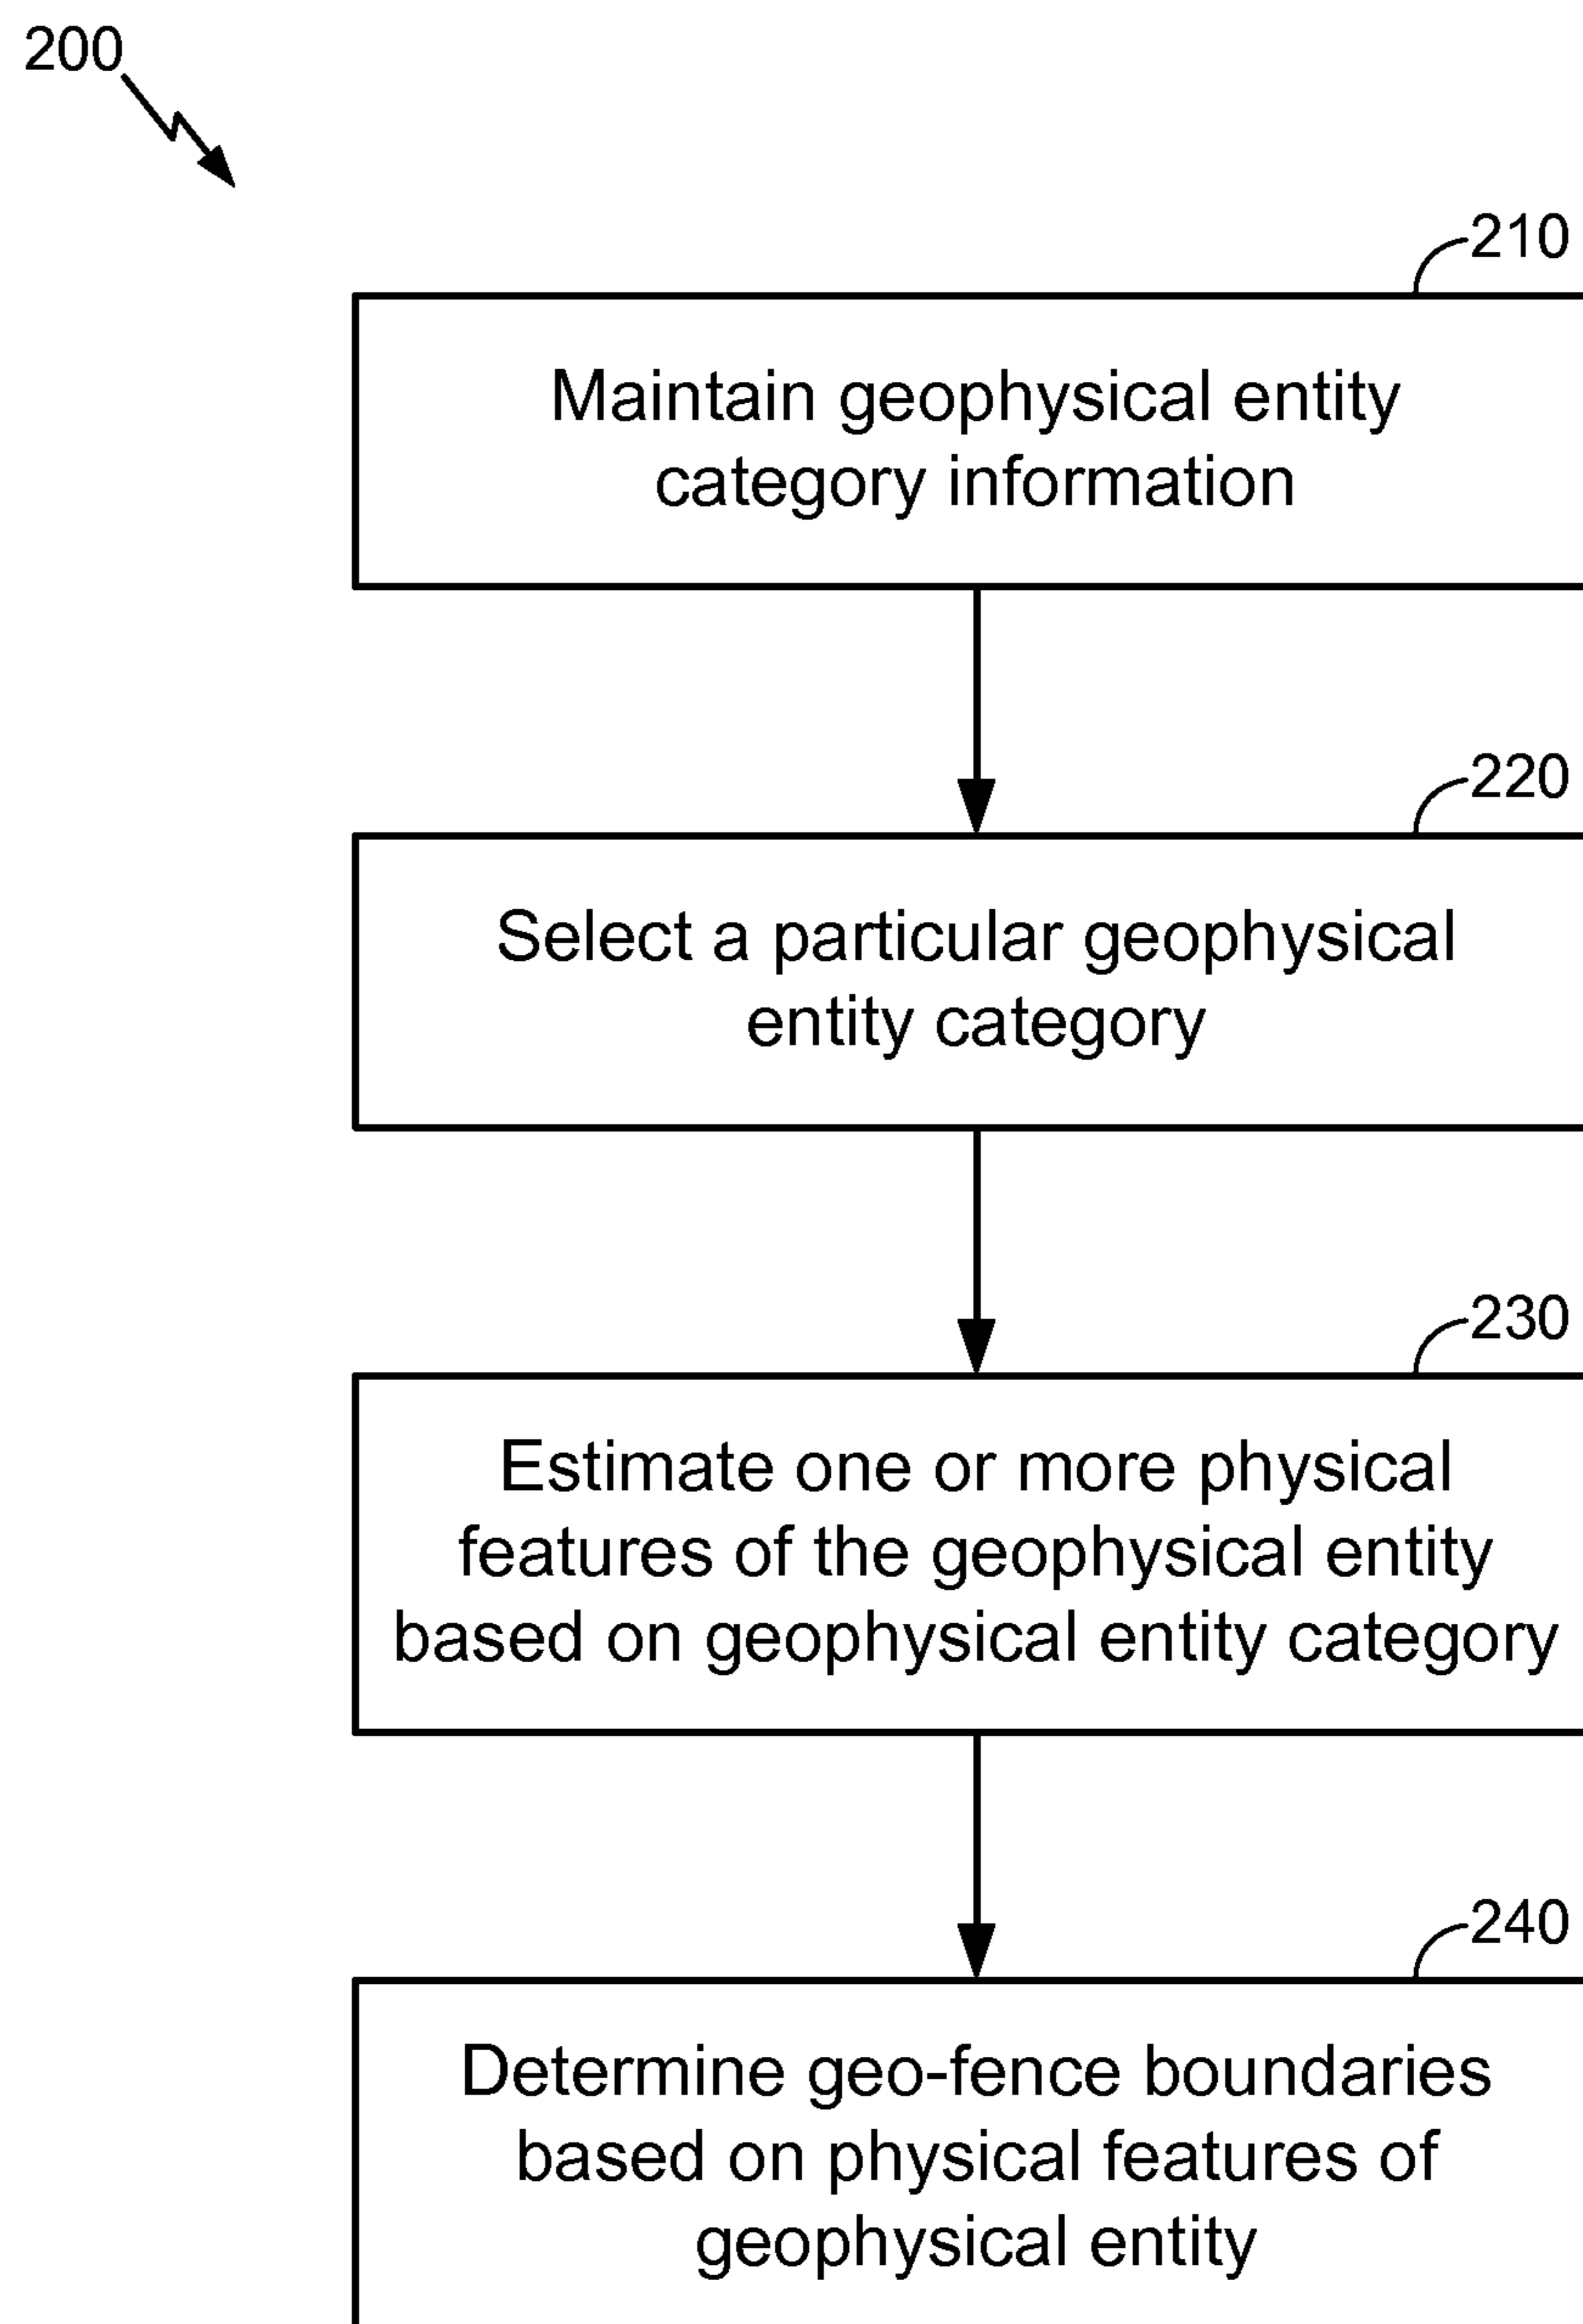 200
210
Maintain geophysical entity
category information
220
Select a particular geophysical
entity category
230
Estimate one or more physical
features of the geophysical entity
based on geophysical entity category
240
Determine geo-fence boundaries
based on physical features of
geophysical entity